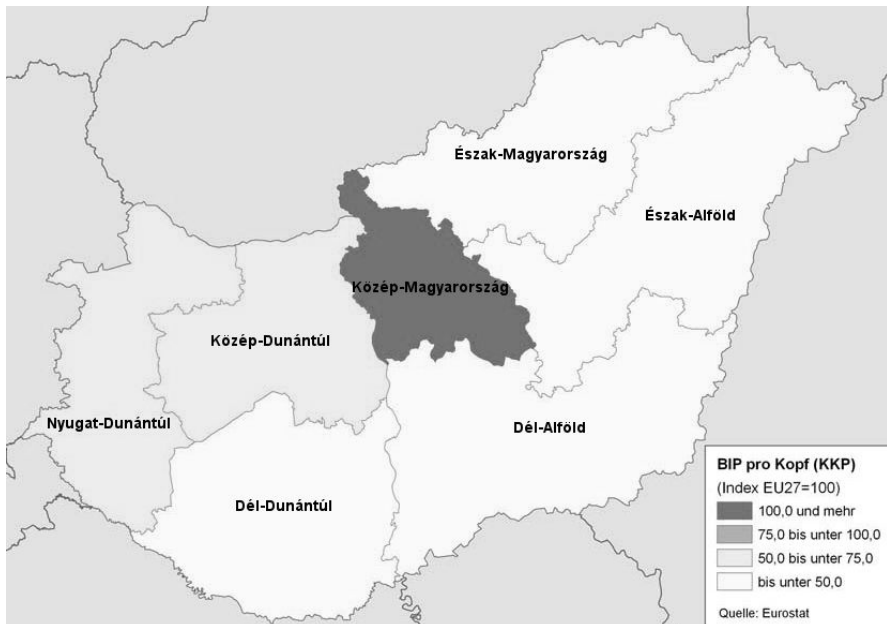 Észak-Magyarország
Észak-Alföld
Közép-Magyarország
Közép-Dunántúl
Nyugat-Dunántúl
Dél-Alföld
Dél-Dunántúl
BIP pro Kopf (KKP)
(Index EU27=100)
100,0 und mehr
75,0 bis unter 100,0
50,0 bis unter 75,0
bis unter 50,0
Quelle: Eurostat